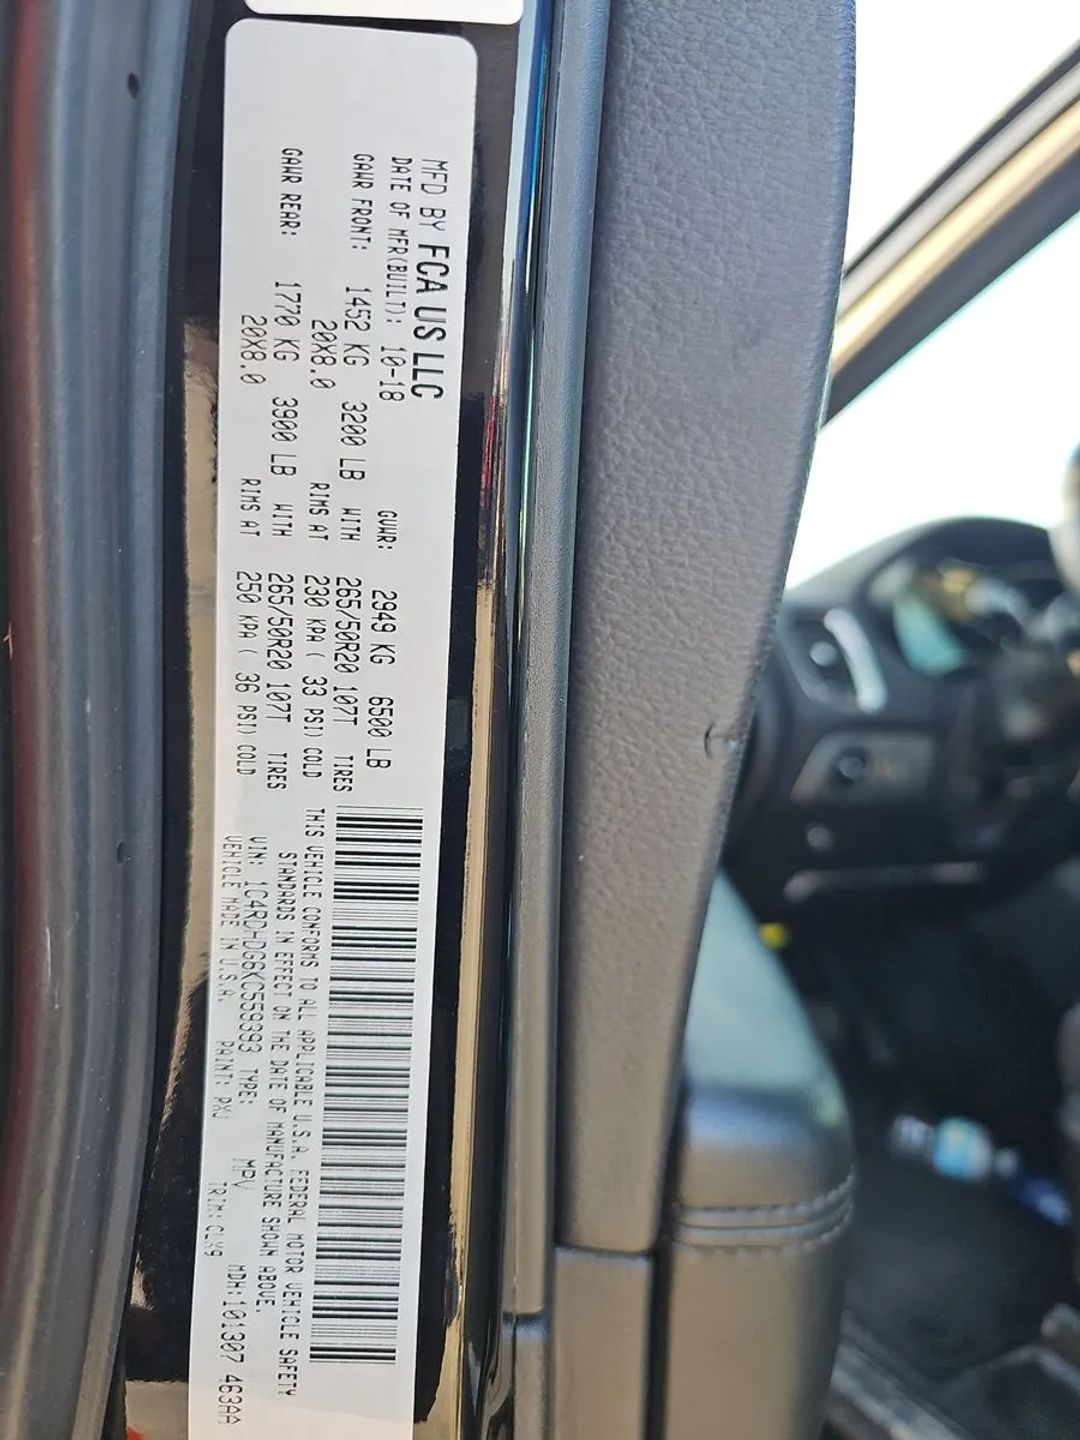 MFD BY FCA US LLC
DATE OF MFR(BUILT): 10-18 GVWR: 2949 KG 6500 LB
GAWR FRONT: 1452 KG 3200 LB WITH 265/50R20 107T TIRES
20X8.0 RIMS AT 230 KPA ( 33 PSI) COLD
GAWR REAR: 1770 KG 3900 LB WITH 265/50R20 107T TIRES
20X8.0 RIMS AT 250 KPA ( 36 PSI) COLD
THIS VEHICLE CONFORMS TO ALL APPLICABLE U.S.A. FEDERAL MOTOR VEHICLE SAFETY
STANDARDS IN EFFECT ON THE DATE OF MANUFACTURE SHOWN ABOVE.
VIN: 1C4RDHDG6KC559393 TYPE: MPV MDH:101307 463AA
VEHICLE MADE IN U.S.A. PAINT: PXJ TRIM: CLX9